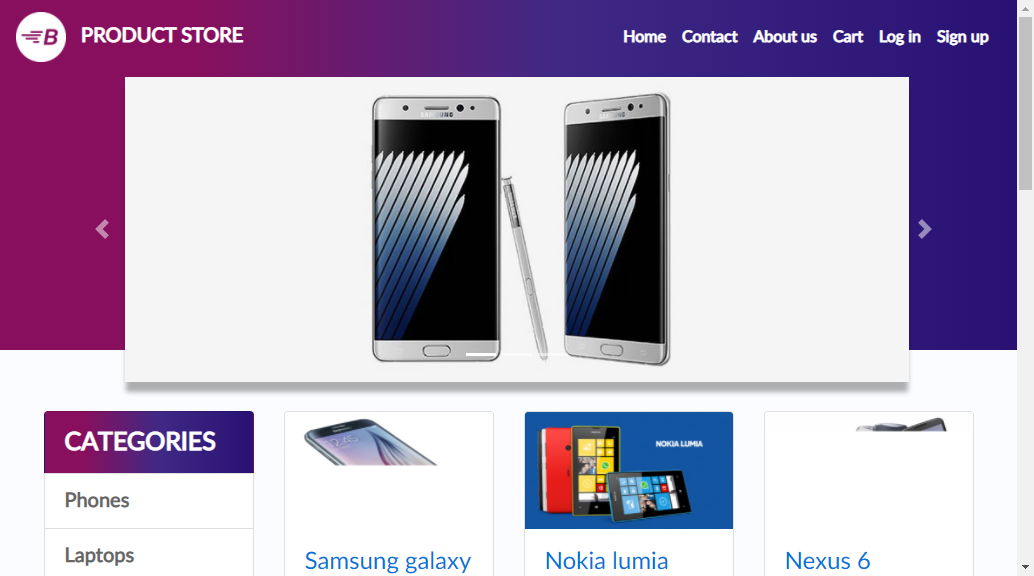 B PRODUCT STORE
Home Contact About us Cart Log in Sign up
SAMSUNG
SAMSUNG
CATEGORIES
Phones
Laptops
NOKIA LUMIA
Samsung galaxy
Nokia lumia
Nexus 6